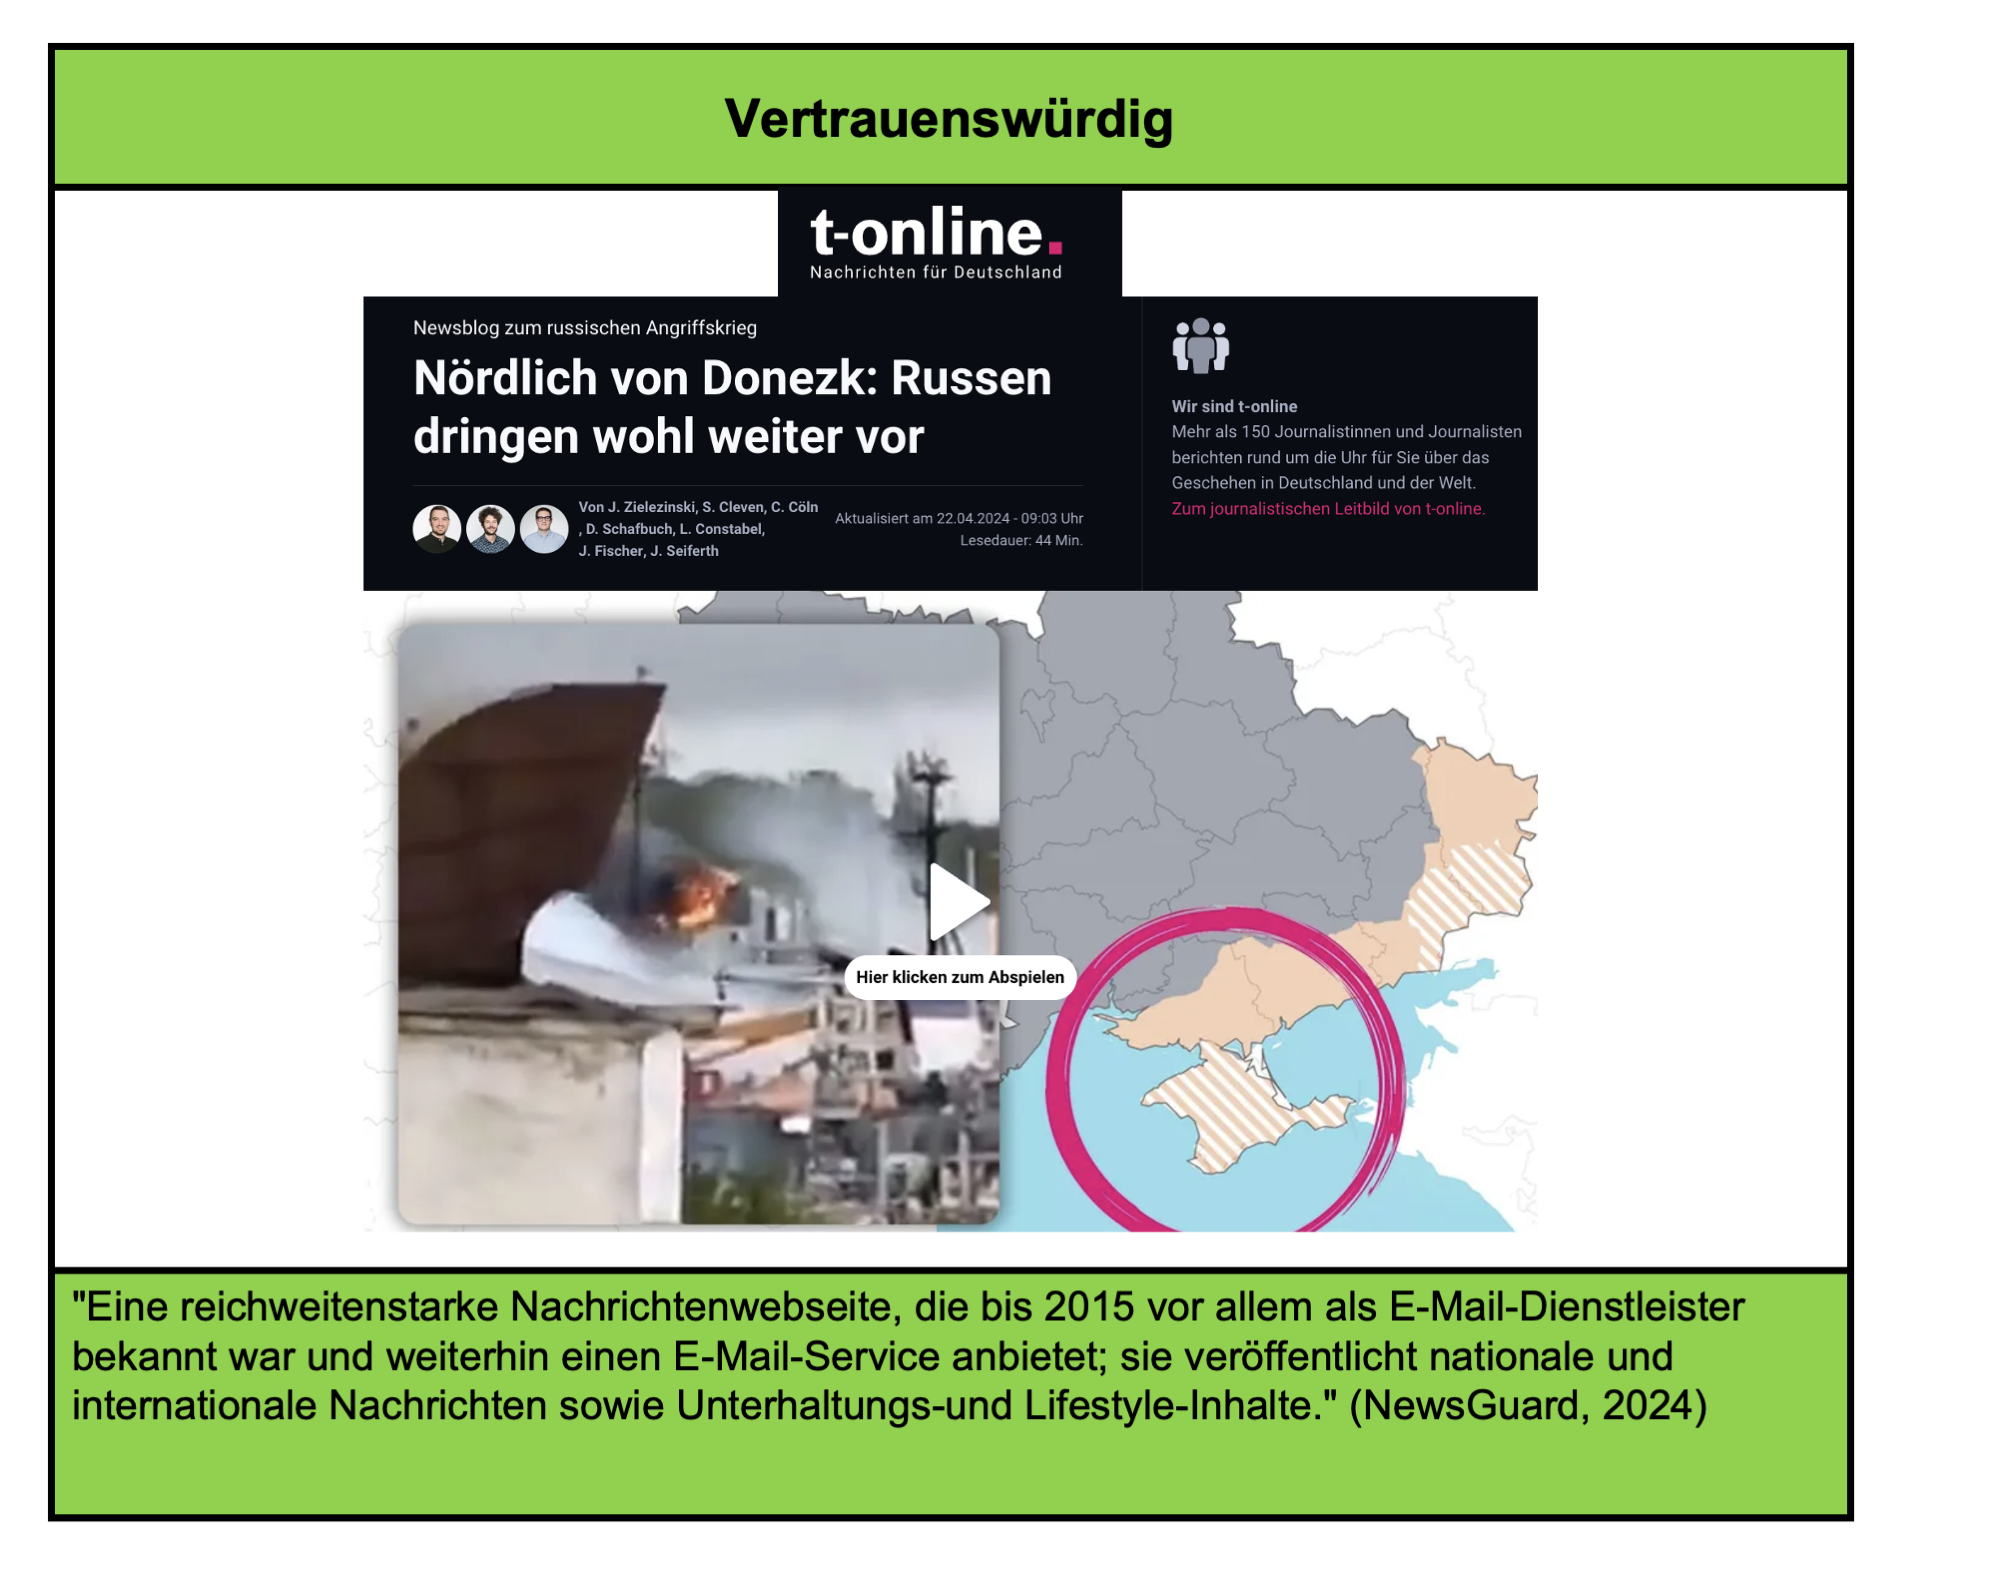 Vertrauenswürdig
t-online.
Nachrichten für Deutschland
Newsblog zum russischen Angriffskrieg
Nördlich von Donezk: Russen
dringen wohl weiter vor
Von J. Zielezinski, S. Cleven, C. Cöln
, D. Schafbuch, L. Constabel,
J. Fischer, J. Seiferth
Aktualisiert am 22.04.2024 - 09:03 Uhr
Lesedauer: 44 Min.
Wir sind t-online
Mehr als 150 Journalistinnen und Journalisten
berichten rund um die Uhr für Sie über das
Geschehen in Deutschland und der Welt.
Zum journalistischen Leitbild von t-online.
Hier klicken zum Abspielen
"Eine reichweitenstarke Nachrichtenwebseite, die bis 2015 vor allem als E-Mail-Dienstleister
bekannt war und weiterhin einen E-Mail-Service anbietet; sie veröffentlicht nationale und
internationale Nachrichten sowie Unterhaltungs-und Lifestyle-Inhalte." (NewsGuard, 2024)